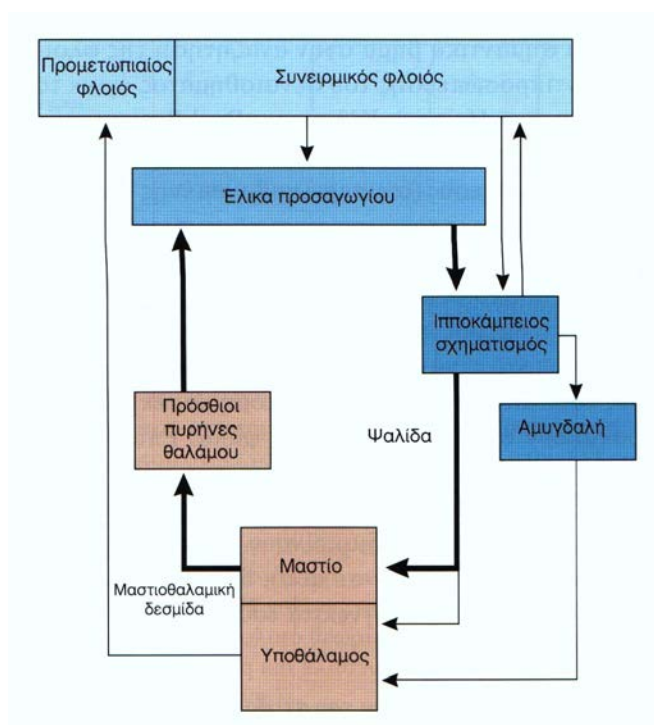 Προμετωπιαίος
φλοιός
Συνειρμικός φλοιός
Έλικα προσαγωγίου
Ιπποκάμπειος
σχηματισμός
Πρόσθιοι
πυρήνες
θαλάμου
Ψαλίδα
Αμυγδαλή
Μαστίο
Μαστιοθαλαμική
δεσμίδα
Υποθάλαμος